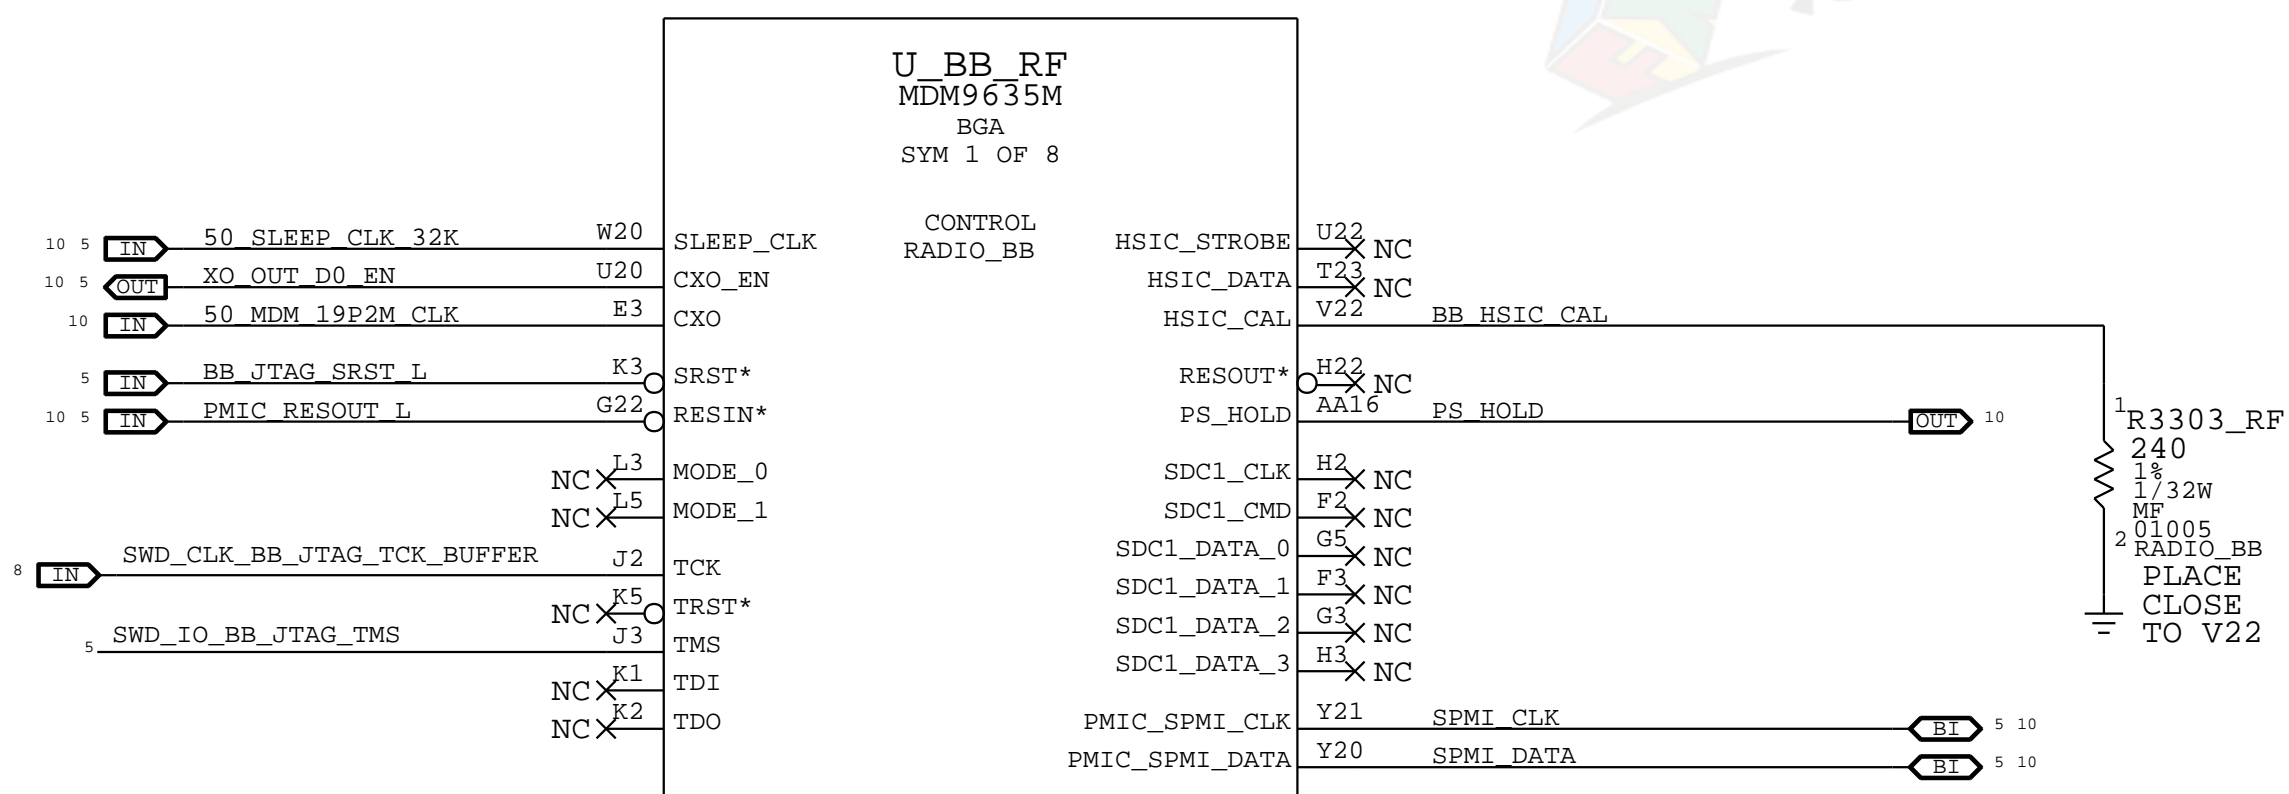 U_BB_RF
MDM9635M
BGA
SYM 1 OF 8
CONTROL
RADIO_BB
10 5 IN 50_SLEEP_CLK_32K W20 SLEEP_CLK
10 5 OUT XO_OUT_D0_EN U20 CXO_EN
10 IN 50_MDM_19P2M_CLK E3 CXO
5 IN BB_JTAG_SRST_L K3 SRST*
10 5 IN PMIC_RESOUT_L G22 RESIN*
NC L3 MODE_0
NC L5 MODE_1
8 IN SWD_CLK_BB_JTAG_TCK_BUFFER J2 TCK
NC K5 TRST*
5 SWD_IO_BB_JTAG_TMS J3 TMS
NC K1 TDI
NC K2 TDO
HSIC_STROBE U22 NC
HSIC_DATA T23 NC
HSIC_CAL V22 BB_HSIC_CAL
RESOUT* H22 NC
PS_HOLD AA16 PS_HOLD OUT 10
SDC1_CLK H2 NC
SDC1_CMD F2 NC
SDC1_DATA_0 G5 NC
SDC1_DATA_1 F3 NC
SDC1_DATA_2 G3 NC
SDC1_DATA_3 H3 NC
PMIC_SPMI_CLK Y21 SPMI_CLK BI 5 10
PMIC_SPMI_DATA Y20 SPMI_DATA BI 5 10
1 R3303_RF
240
1%
1/32W
MF
01005
2 RADIO_BB
PLACE
CLOSE
TO V22